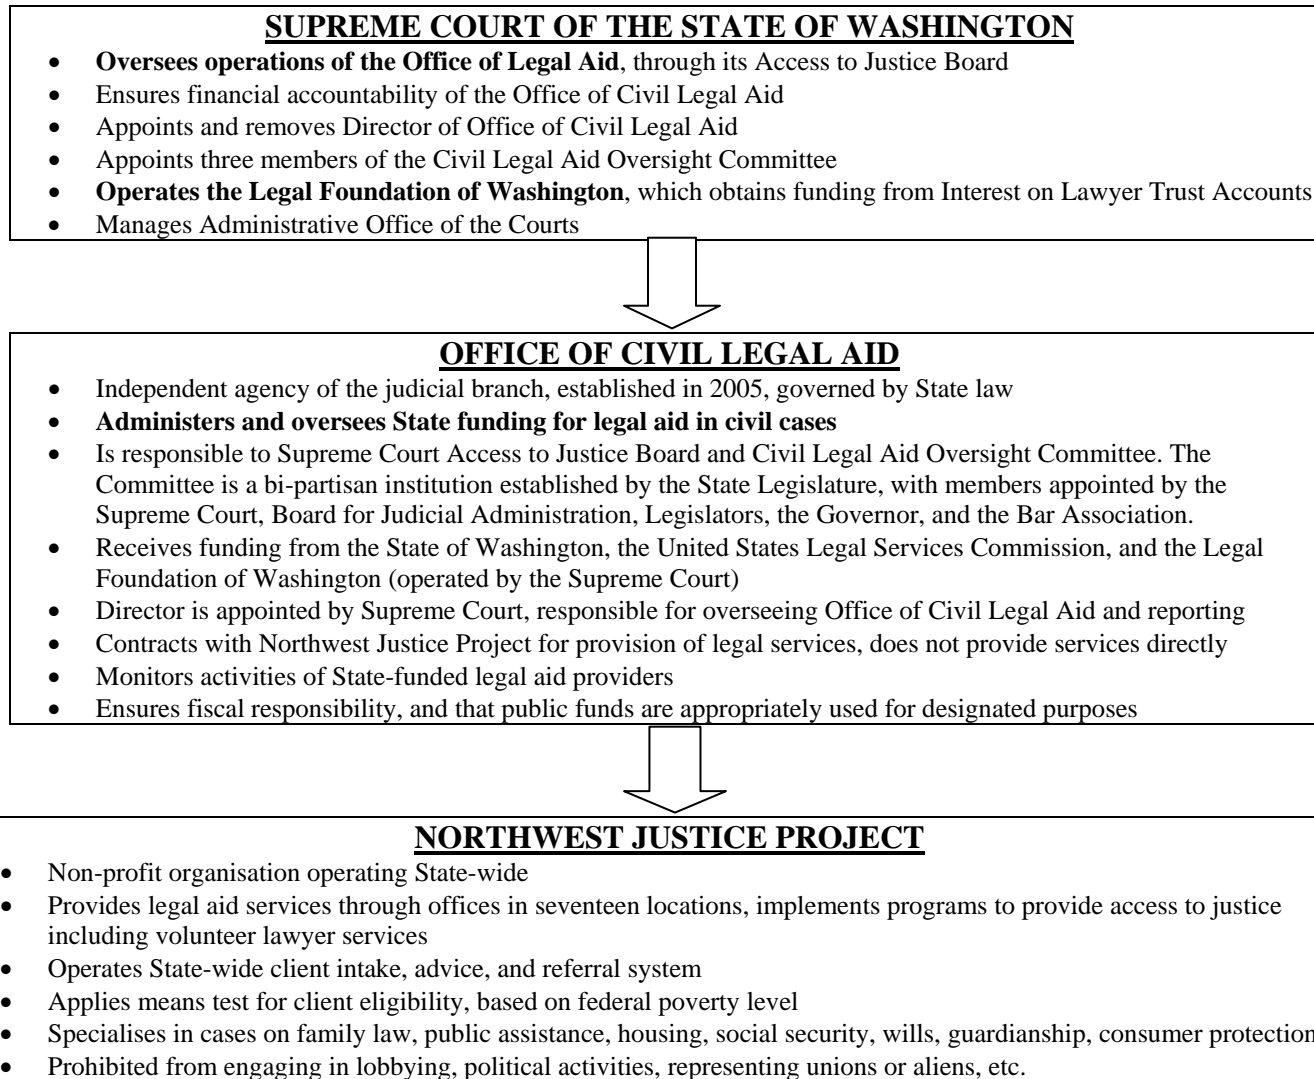 SUPREME COURT OF THE STATE OF WASHINGTON
• Oversees operations of the Office of Legal Aid, through its Access to Justice Board
• Ensures financial accountability of the Office of Civil Legal Aid
• Appoints and removes Director of Office of Civil Legal Aid
• Appoints three members of the Civil Legal Aid Oversight Committee
• Operates the Legal Foundation of Washington, which obtains funding from Interest on Lawyer Trust Accounts
• Manages Administrative Office of the Courts
OFFICE OF CIVIL LEGAL AID
• Independent agency of the judicial branch, established in 2005, governed by State law
• Administers and oversees State funding for legal aid in civil cases
• Is responsible to Supreme Court Access to Justice Board and Civil Legal Aid Oversight Committee. The
Committee is a bi-partisan institution established by the State Legislature, with members appointed by the
Supreme Court, Board for Judicial Administration, Legislators, the Governor, and the Bar Association.
• Receives funding from the State of Washington, the United States Legal Services Commission, and the Legal
Foundation of Washington (operated by the Supreme Court)
• Director is appointed by Supreme Court, responsible for overseeing Office of Civil Legal Aid and reporting
• Contracts with Northwest Justice Project for provision of legal services, does not provide services directly
• Monitors activities of State-funded legal aid providers
• Ensures fiscal responsibility, and that public funds are appropriately used for designated purposes
NORTHWEST JUSTICE PROJECT
• Non-profit organisation operating State-wide
• Provides legal aid services through offices in seventeen locations, implements programs to provide access to justice
including volunteer lawyer services
• Operates State-wide client intake, advice, and referral system
• Applies means test for client eligibility, based on federal poverty level
• Specialises in cases on family law, public assistance, housing, social security, wills, guardianship, consumer protection
• Prohibited from engaging in lobbying, political activities, representing unions or aliens, etc.